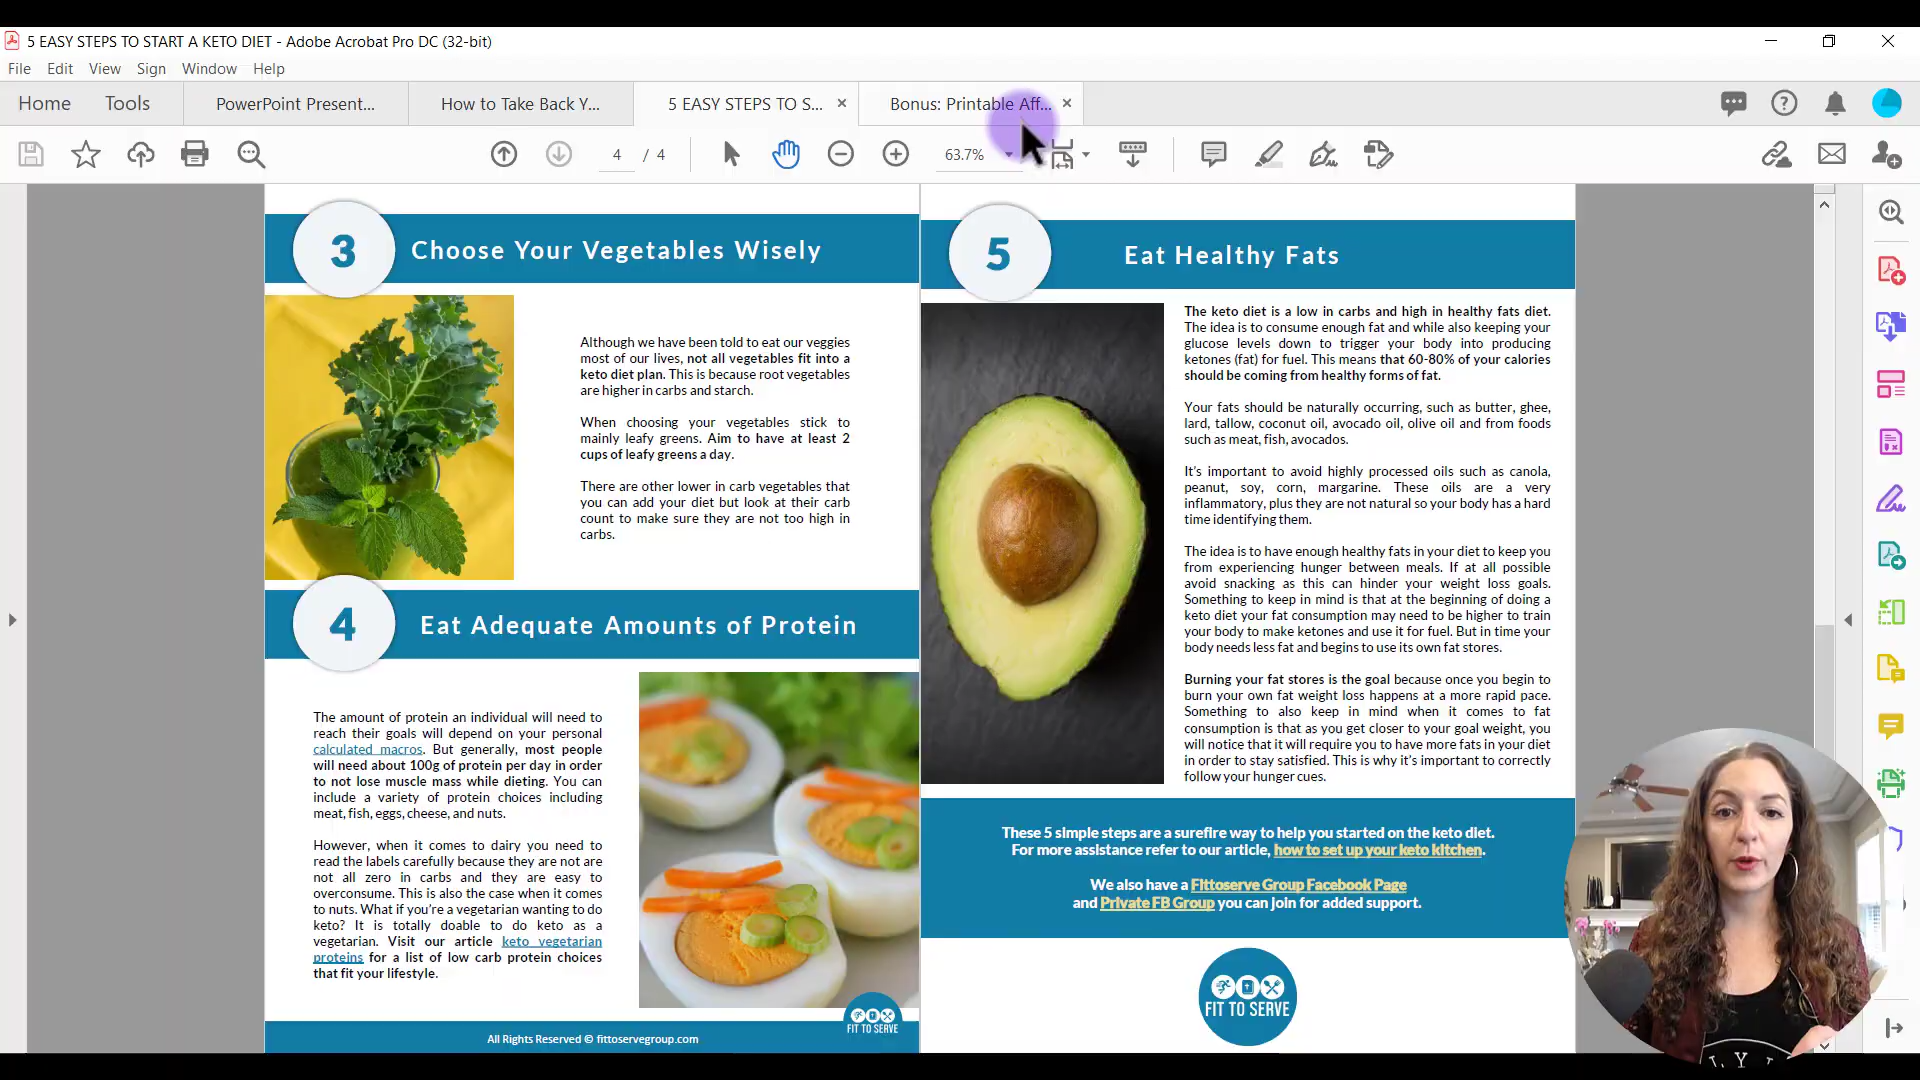 5 EASY STEPS TO START A KETO DIET - Adobe Acrobat Pro DC (32-bit)
File Edit View Sign Window Help
Home Tools PowerPoint Present... How to Take Back Y... 5 EASY STEPS TO S... Bonus: Printable Aff...
4 / 4 63.7%
3 Choose Your Vegetables Wisely
Although we have been told to eat our veggies
most of our lives, not all vegetables fit into a
keto diet plan. This is because root vegetables
are higher in carbs and starch.
When choosing your vegetables stick to
mainly leafy greens. Aim to have at least 2
cups of leafy greens a day.
There are other lower in carb vegetables that
you can add your diet but look at their carb
count to make sure they are not too high in
carbs.
4 Eat Adequate Amounts of Protein
The amount of protein an individual will need to
reach their goals will depend on your personal
calculated macros. But generally, most people
will need about 100g of protein per day in order
to not lose muscle mass while dieting. You can
include a variety of protein choices including
meat, fish, eggs, cheese, and nuts.
However, when it comes to dairy you need to
read the labels carefully because they are not are
not all zero in carbs and they are easy to
overconsume. This is also the case when it comes
to nuts. What if you're a vegetarian wanting to do
keto? It is totally doable to do keto as a
vegetarian. Visit our article keto vegetarian
proteins for a list of low carb protein choices
that fit your lifestyle.
FIT TO SERVE
All Rights Reserved © fittoservegroup.com
5 Eat Healthy Fats
The keto diet is a low in carbs and high in healthy fats diet.
The idea is to consume enough fat and while also keeping your
glucose levels down to trigger your body into producing
ketones (fat) for fuel. This means that 60-80% of your calories
should be coming from healthy forms of fat.
Your fats should be naturally occurring, such as butter, ghee,
lard, tallow, coconut oil, avocado oil, olive oil and from foods
such as meat, fish, avocados.
It's important to avoid highly processed oils such as canola,
peanut, soy, corn, margarine. These oils are a very
inflammatory, plus they are not natural so your body has a hard
time identifying them.
The idea is to have enough healthy fats in your diet to keep you
from experiencing hunger between meals. If at all possible
avoid snacking as this can hinder your weight loss goals.
Something to keep in mind is that at the beginning of doing a
keto diet your fat consumption may need to be higher to train
your body to make ketones and use it for fuel. But in time your
body needs less fat and begins to use its own fat stores.
Burning your fat stores is the goal because once you begin to
burn your own fat weight loss happens at a more rapid pace.
Something to also keep in mind when it comes to fat
consumption is that as you get closer to your goal weight, you
will notice that it will require you to have more fats in your diet
in order to stay satisfied. This is why it's important to correctly
follow your hunger cues.
These 5 simple steps are a surefire way to help you started on the keto diet.
For more assistance refer to our article, how to set up your keto kitchen.
We also have a Fittoserve Group Facebook Page
and Private FB Group you can join for added support.
FIT TO SERVE